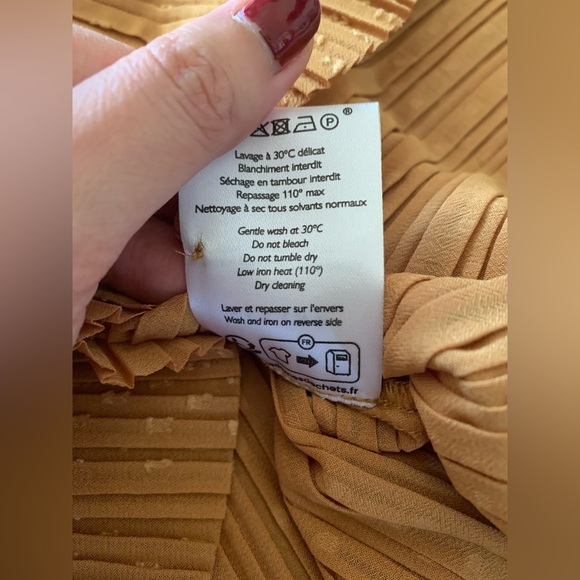 P ®
Lavage à 30°C délicat
Blanchiment interdit
Séchage en tambour interdit
Repassage 110° max
Nettoyage à sec tous solvants normaux
Gentle wash at 30°C
Do not bleach
Do not tumble dry
Low iron heat (110°)
Dry cleaning
Laver et repasser sur l'envers
Wash and iron on reverse side
FR